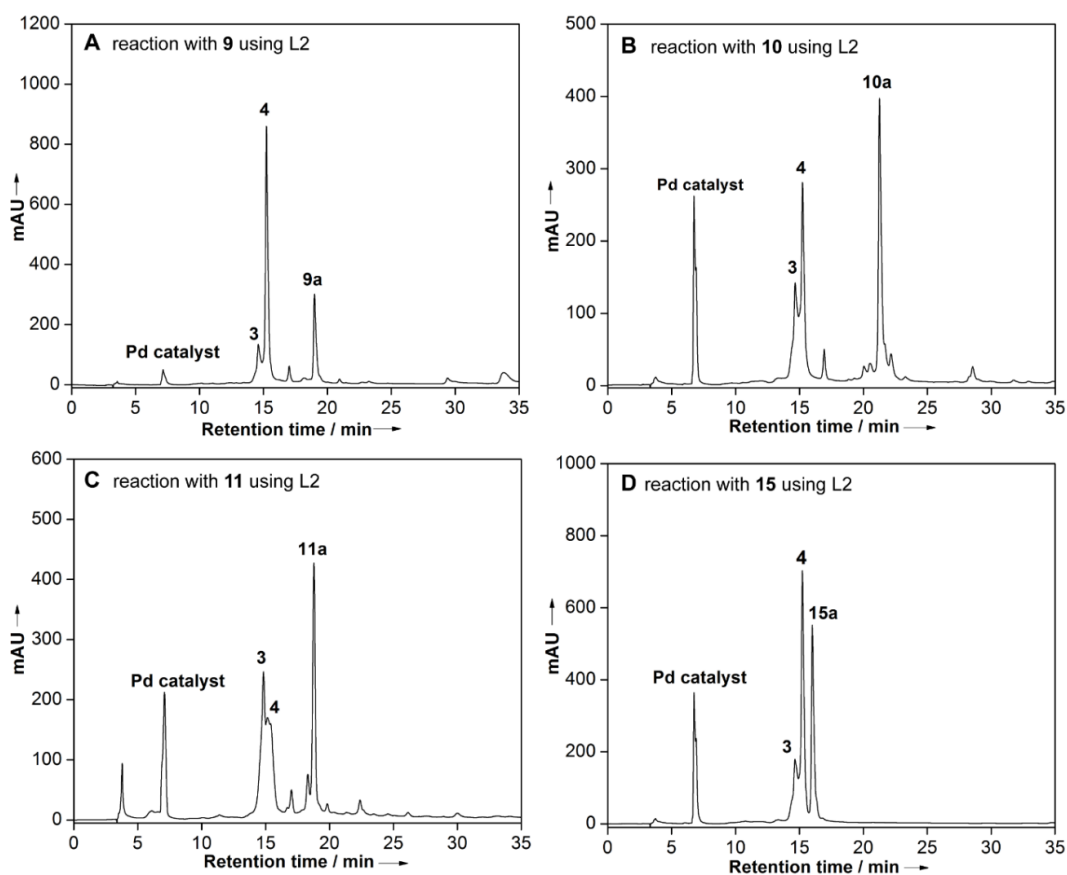 A reaction with 9 using L2
1200
1000
800
600
400
200
0
mAU
4
9a
3
Pd catalyst
0 5 10 15 20 25 30 35
Retention time / min
B reaction with 10 using L2
500
400
300
200
100
0
mAU
10a
4
Pd catalyst
3
0 5 10 15 20 25 30 35
Retention time / min
C reaction with 11 using L2
600
500
400
300
200
100
0
mAU
11a
3
Pd catalyst
4
0 5 10 15 20 25 30 35
Retention time / min
D reaction with 15 using L2
1000
800
600
400
200
0
mAU
4
15a
Pd catalyst
3
0 5 10 15 20 25 30 35
Retention time / min